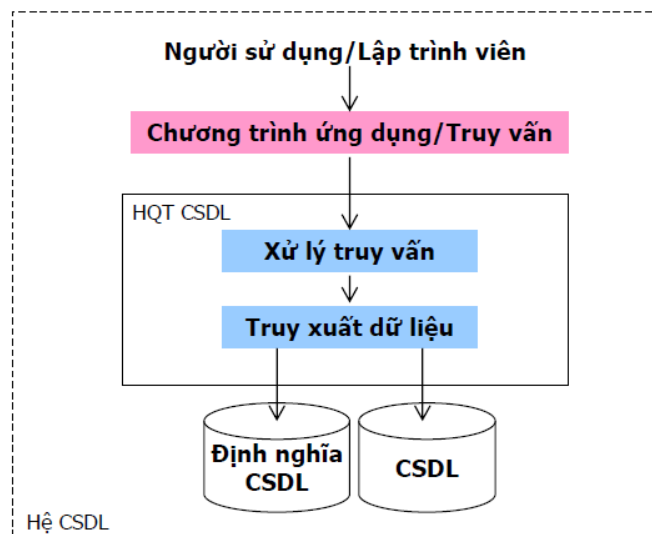 Người sử dụng/Lập trình viên
Chương trình ứng dụng/Truy vấn
HQT CSDL
Xử lý truy vấn
Truy xuất dữ liệu
Định nghĩa
CSDL
CSDL
Hệ CSDL